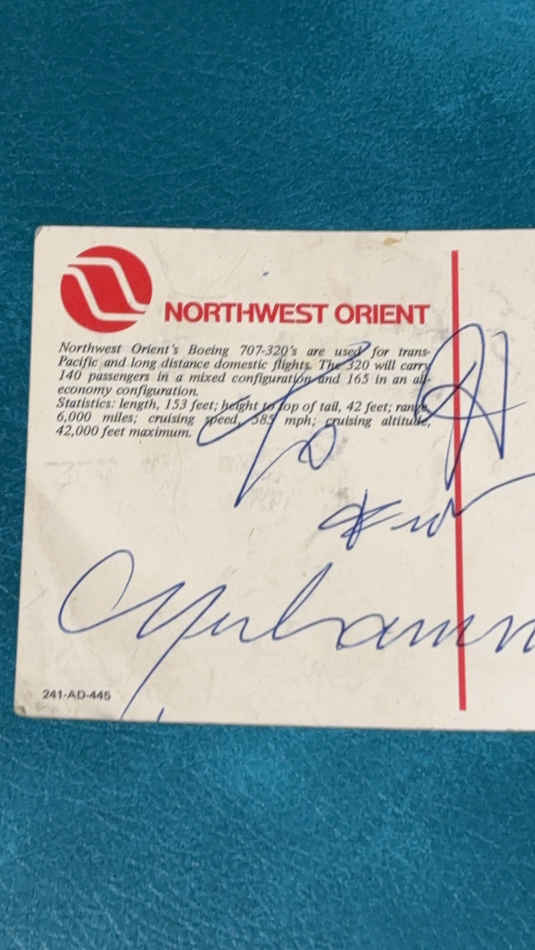 NORTHWEST ORIENT
Northwest Orient's Boeing 707-320's are used for trans-
Pacific and long distance domestic flights. The 320 will carry
140 passengers in a mixed configuration and 165 in an all-
economy configuration.
Statistics: length, 153 feet; height to top of tail, 42 feet; range,
6,000 miles; cruising speed, 585 mph; cruising altitude,
42,000 feet maximum.
To
from
Muhamm
241-AD-445